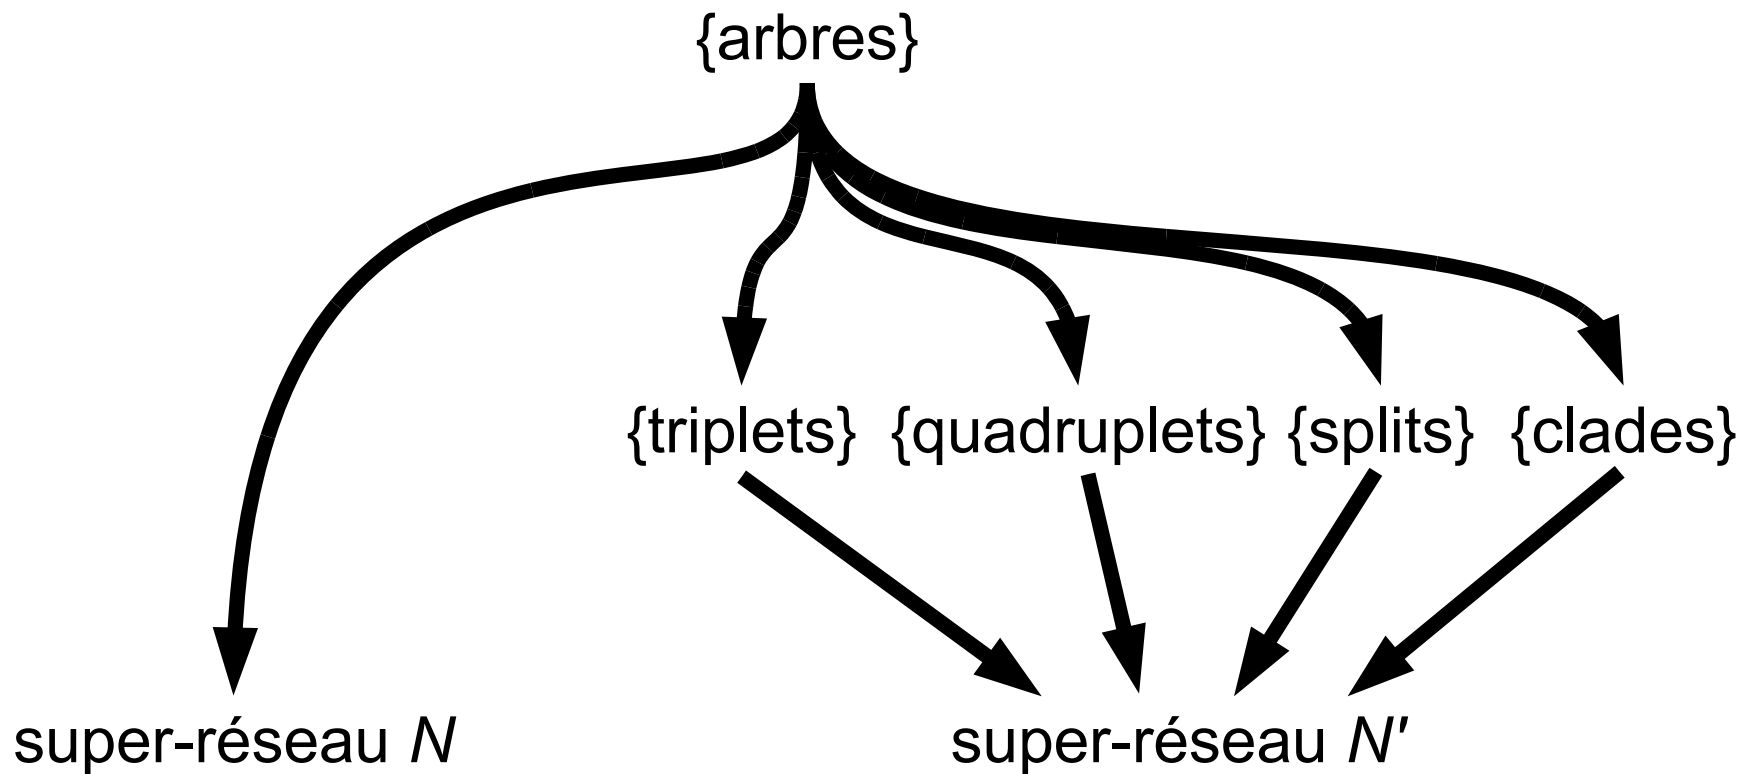 {arbres}
{triplets} {quadruplets} {splits} {clades}
super-réseau N super-réseau N'